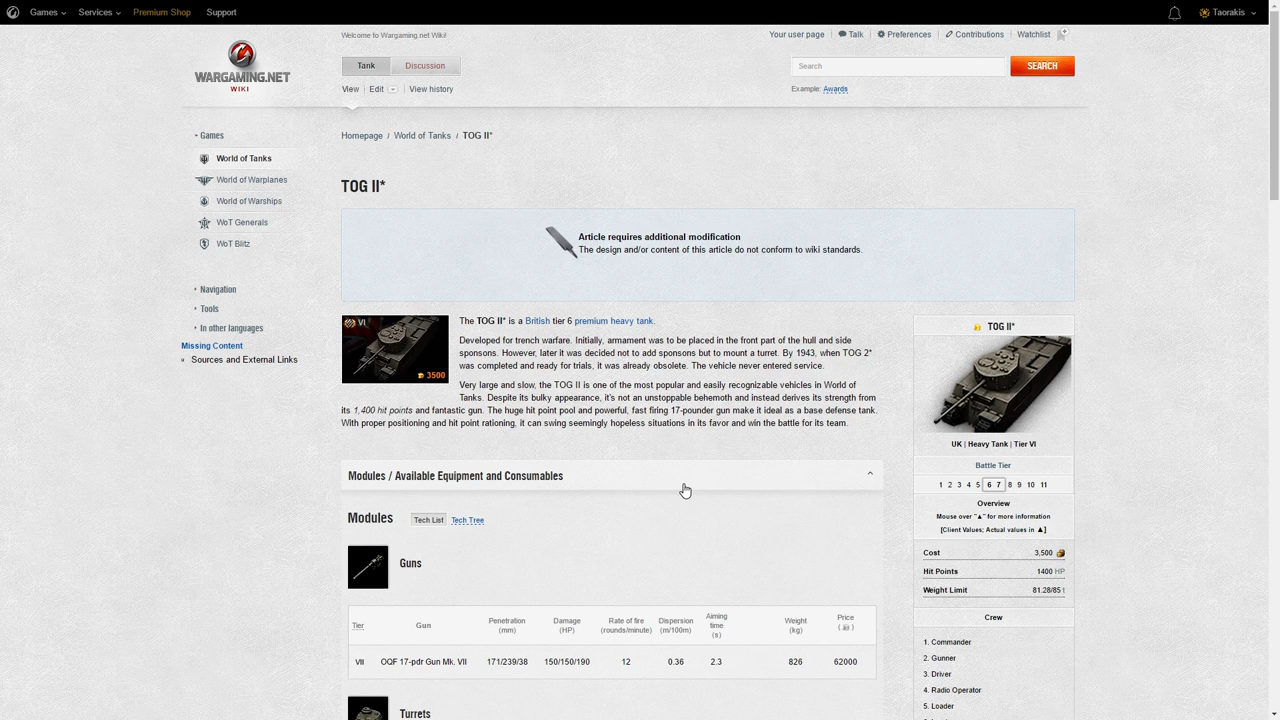 Games
Services
Premium Shop
Support
Taorakis
Welcome to Wargaming.net Wiki!
Your user page
Talk
Preferences
Contributions
Watchlist
WARGAMING.NET
WIKI
Tank
Discussion
Search
SEARCH
View
Edit
View history
Example: Awards
Games
World of Tanks
World of Warplanes
World of Warships
WoT Generals
WoT Blitz
Navigation
Tools
In other languages
Missing Content
Sources and External Links
Homepage / World of Tanks / TOG II*
TOG II*
Article requires additional modification
The design and/or content of this article do not conform to wiki standards.
VI
3500
The TOG II* is a British tier 6 premium heavy tank.
Developed for trench warfare. Initially, armament was to be placed in the front part of the hull and side
sponsons. However, later it was decided not to add sponsons but to mount a turret. By 1943, when TOG 2*
was completed and ready for trials, it was already obsolete. The vehicle never entered service.
Very large and slow, the TOG II is one of the most popular and easily recognizable vehicles in World of
Tanks. Despite its bulky appearance, it's not an unstoppable behemoth and instead derives its strength from
its 1,400 hit points and fantastic gun. The huge hit point pool and powerful, fast firing 17-pounder gun make it ideal as a base defense tank.
With proper positioning and hit point rationing, it can swing seemingly hopeless situations in its favor and win the battle for its team.
Modules / Available Equipment and Consumables
Modules
Tech List
Tech Tree
Guns
Tier Gun Penetration (mm) Damage (HP) Rate of fire (rounds/minute) Dispersion (m/100m) Aiming time (s) Weight (kg) Price ( )
VII OQF 17-pdr Gun Mk. VII 171/239/38 150/150/190 12 0.36 2.3 826 62000
Turrets
TOG II*
UK | Heavy Tank | Tier VI
Battle Tier
1 2 3 4 5 6 7 8 9 10 11
Overview
Mouse over "▲" for more information
[Client Values; Actual values in ▲]
Cost 3,500
Hit Points 1400 HP
Weight Limit 81.28/85 t
Crew
1. Commander
2. Gunner
3. Driver
4. Radio Operator
5. Loader